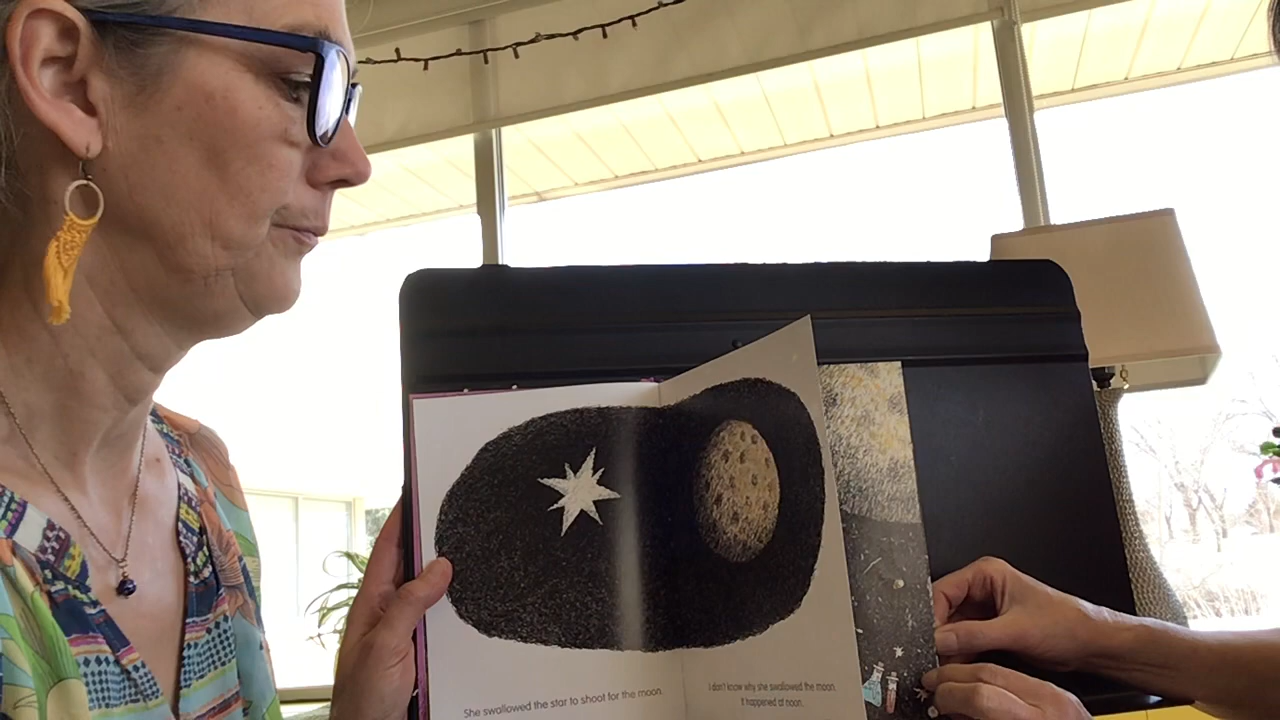 She swallowed the star to shoot for the moon.
I don't know why she swallowed the moon.
It happened at noon.